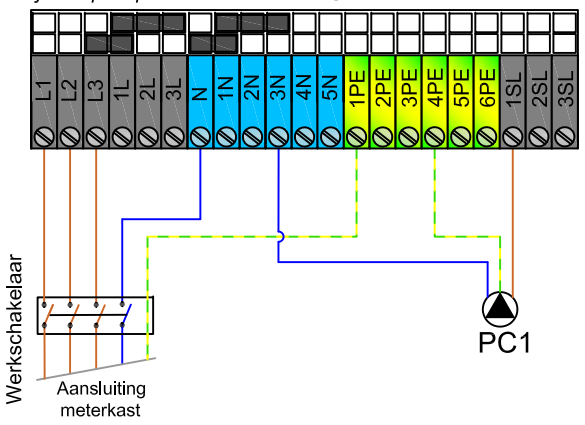 L1
L2
L3
1L
2L
3L
N
1N
2N
3N
4N
5N
1PE
2PE
3PE
4PE
5PE
6PE
1SL
2SL
3SL
Werkschakelaar
PC1
Aansluiting
meterkast